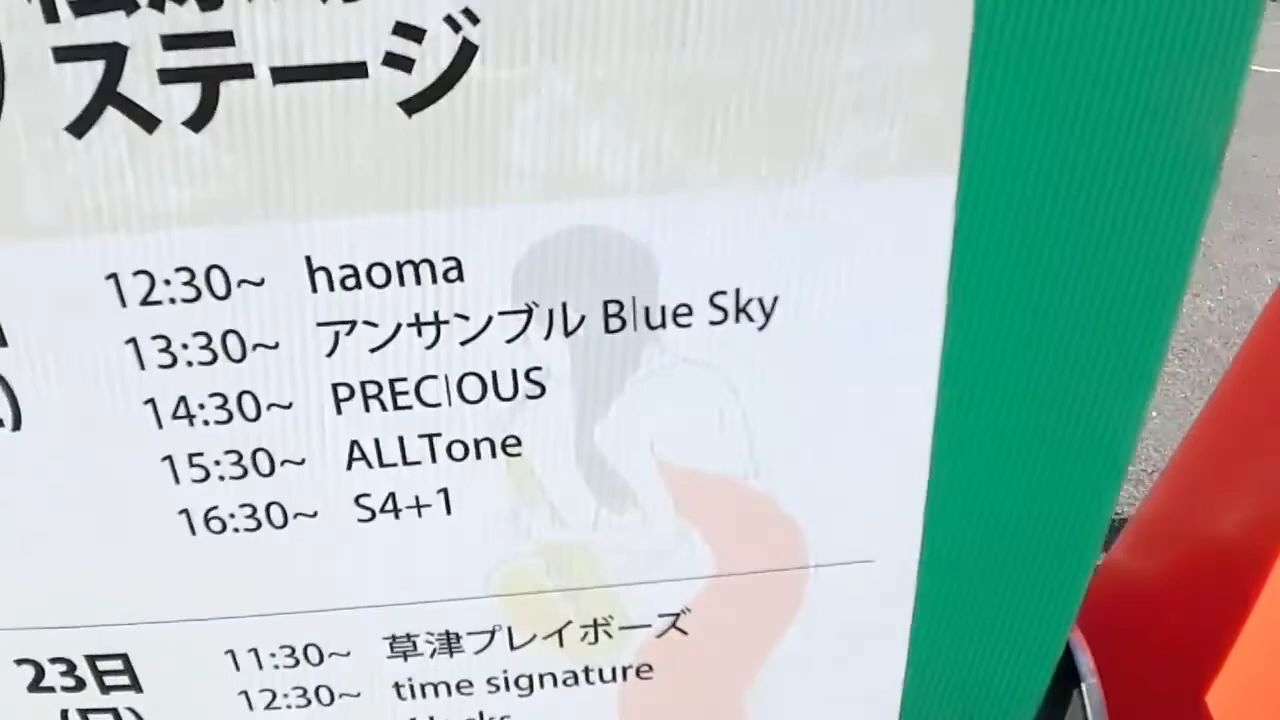 ステージ
12:30~ haoma
13:30~ アンサンブル Blue Sky
14:30~ PRECIOUS
15:30~ ALLTone
16:30~ S4+1
23日
(日)
11:30~ 草津プレイボーズ
12:30~ time signature